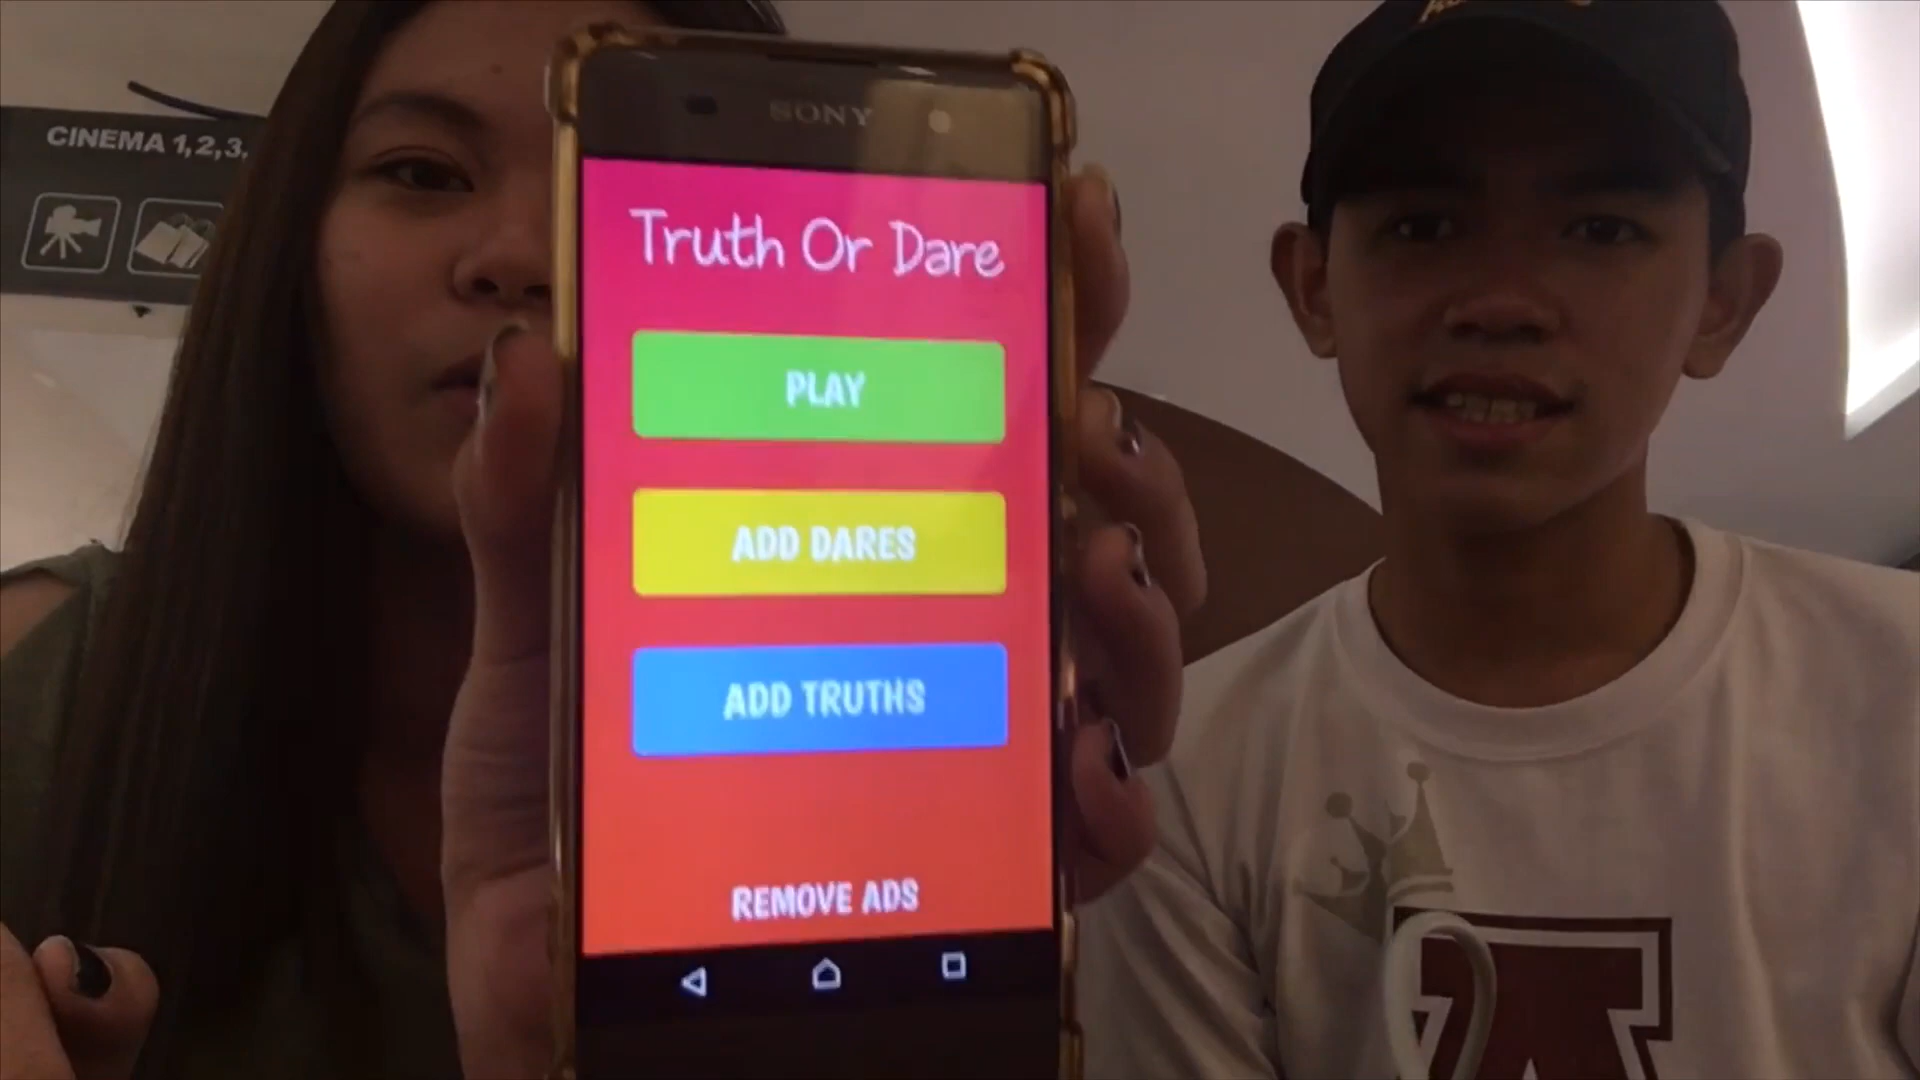 CINEMA 1,2,3,
SONY
Truth Or Dare
PLAY
ADD DARES
ADD TRUTHS
REMOVE ADS